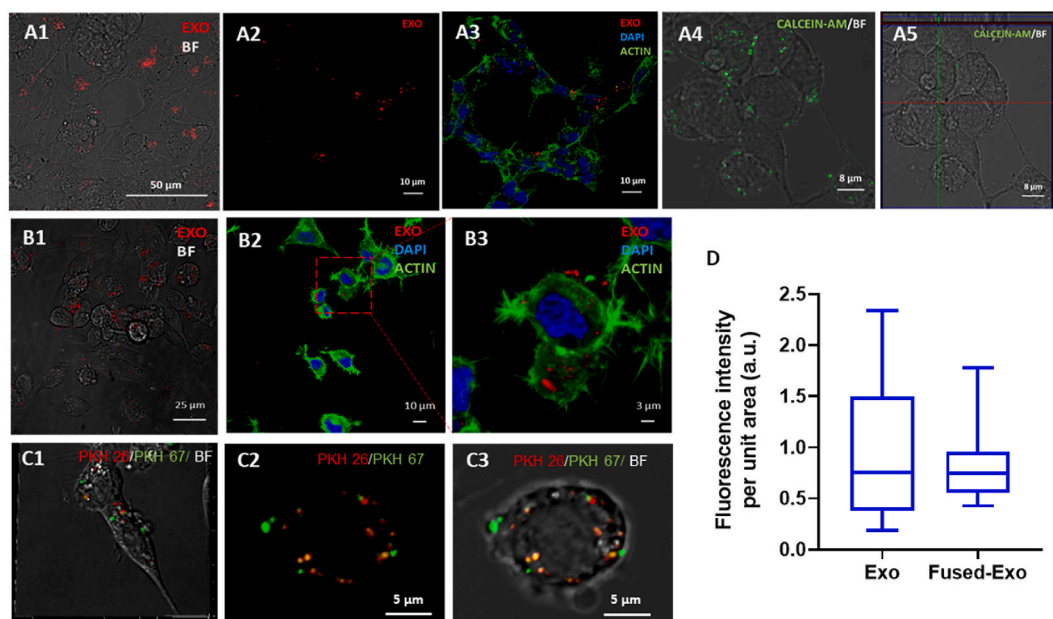 A1
EXO
BF
50 µm
A2
EXO
10 µm
A3
EXO
DAPI
ACTIN
10 µm
A4
CALCEIN-AM/BF
8 µm
A5
CALCEIN-AM/BF
8 µm
B1
EXO
BF
25 µm
B2
EXO
DAPI
ACTIN
10 µm
B3
EXO
DAPI
ACTIN
3 µm
C1
PKH 26/PKH 67/ BF
C2
PKH 26/PKH 67
5 µm
C3
PKH 26/PKH 67/ BF
5 µm
D
Fluorescence intensity
per unit area (a.u.)
2.5
2.0
1.5
1.0
0.5
0.0
Exo
Fused-Exo